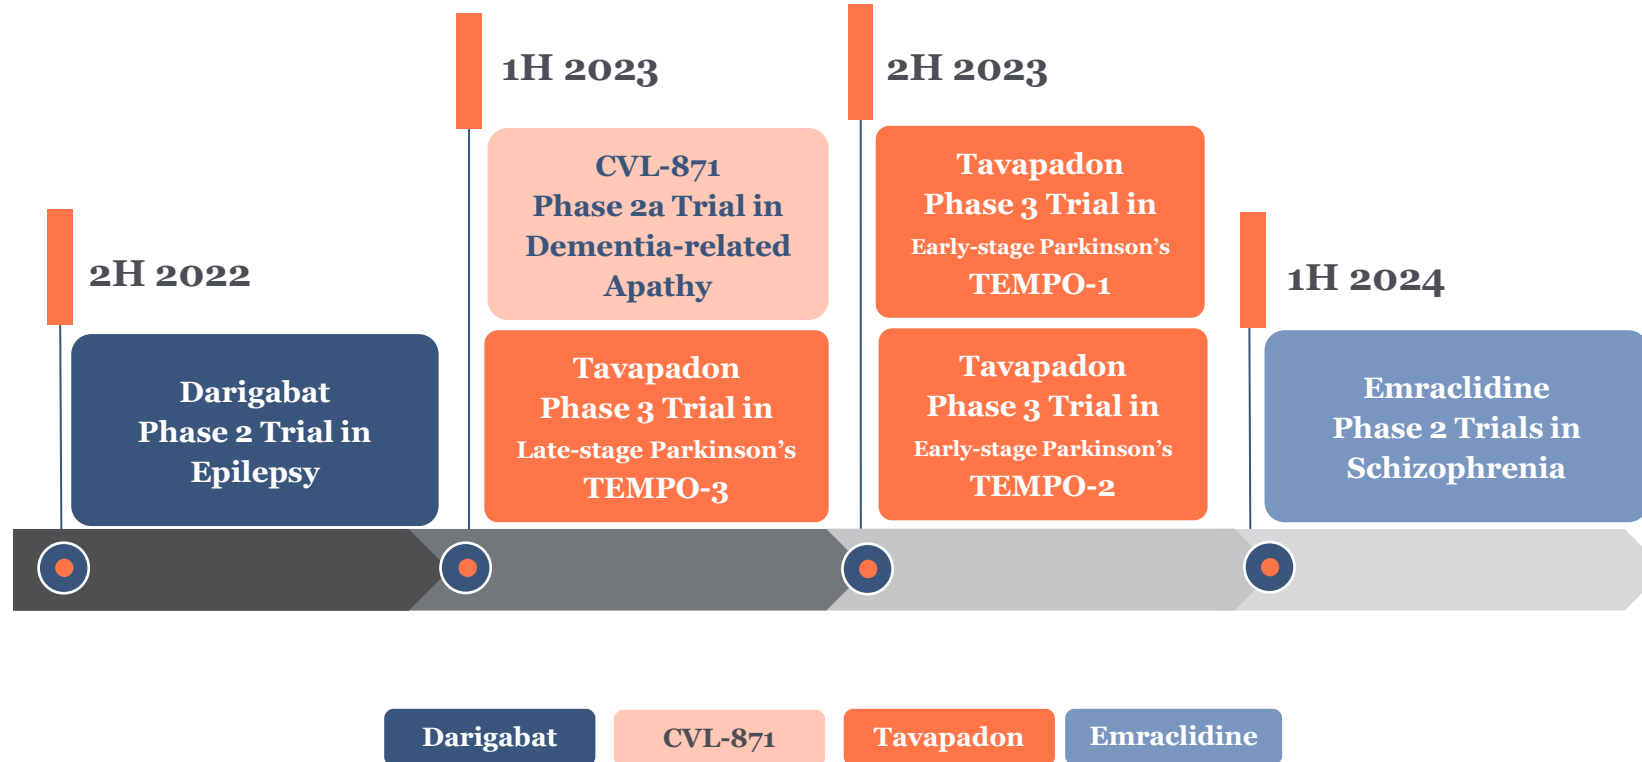 2H 2022
Darigabat
Phase 2 Trial in
Epilepsy
1H 2023
CVL-871
Phase 2a Trial in
Dementia-related
Apathy
Tavapadon
Phase 3 Trial in
Late-stage Parkinson's
TEMPO-3
2H 2023
Tavapadon
Phase 3 Trial in
Early-stage Parkinson's
TEMPO-1
Tavapadon
Phase 3 Trial in
Early-stage Parkinson's
TEMPO-2
1H 2024
Emraclidine
Phase 2 Trials in
Schizophrenia
Darigabat
CVL-871
Tavapadon
Emraclidine